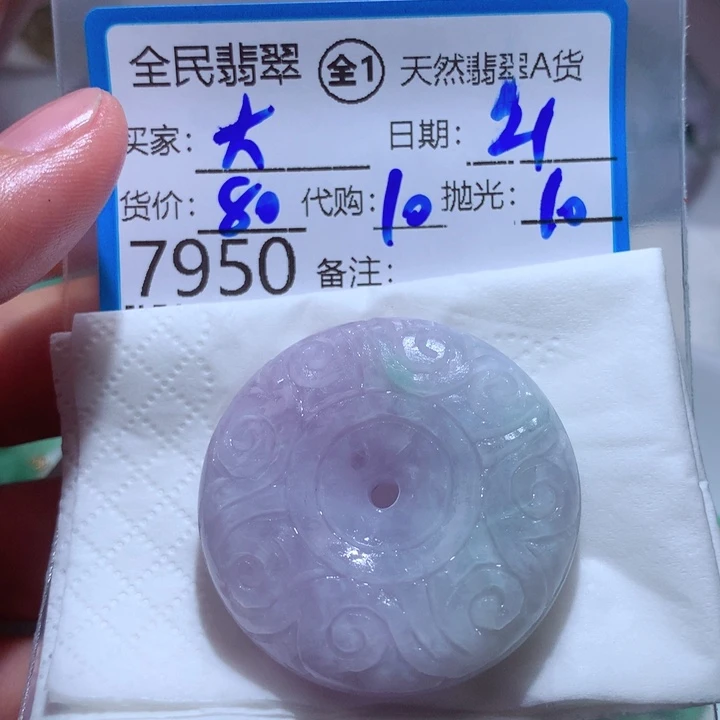 全民翡翠 全1 天然翡翠A货
买家: 大 日期: 21
货价: 80 代购: 10 抛光: 10
7950 备注: